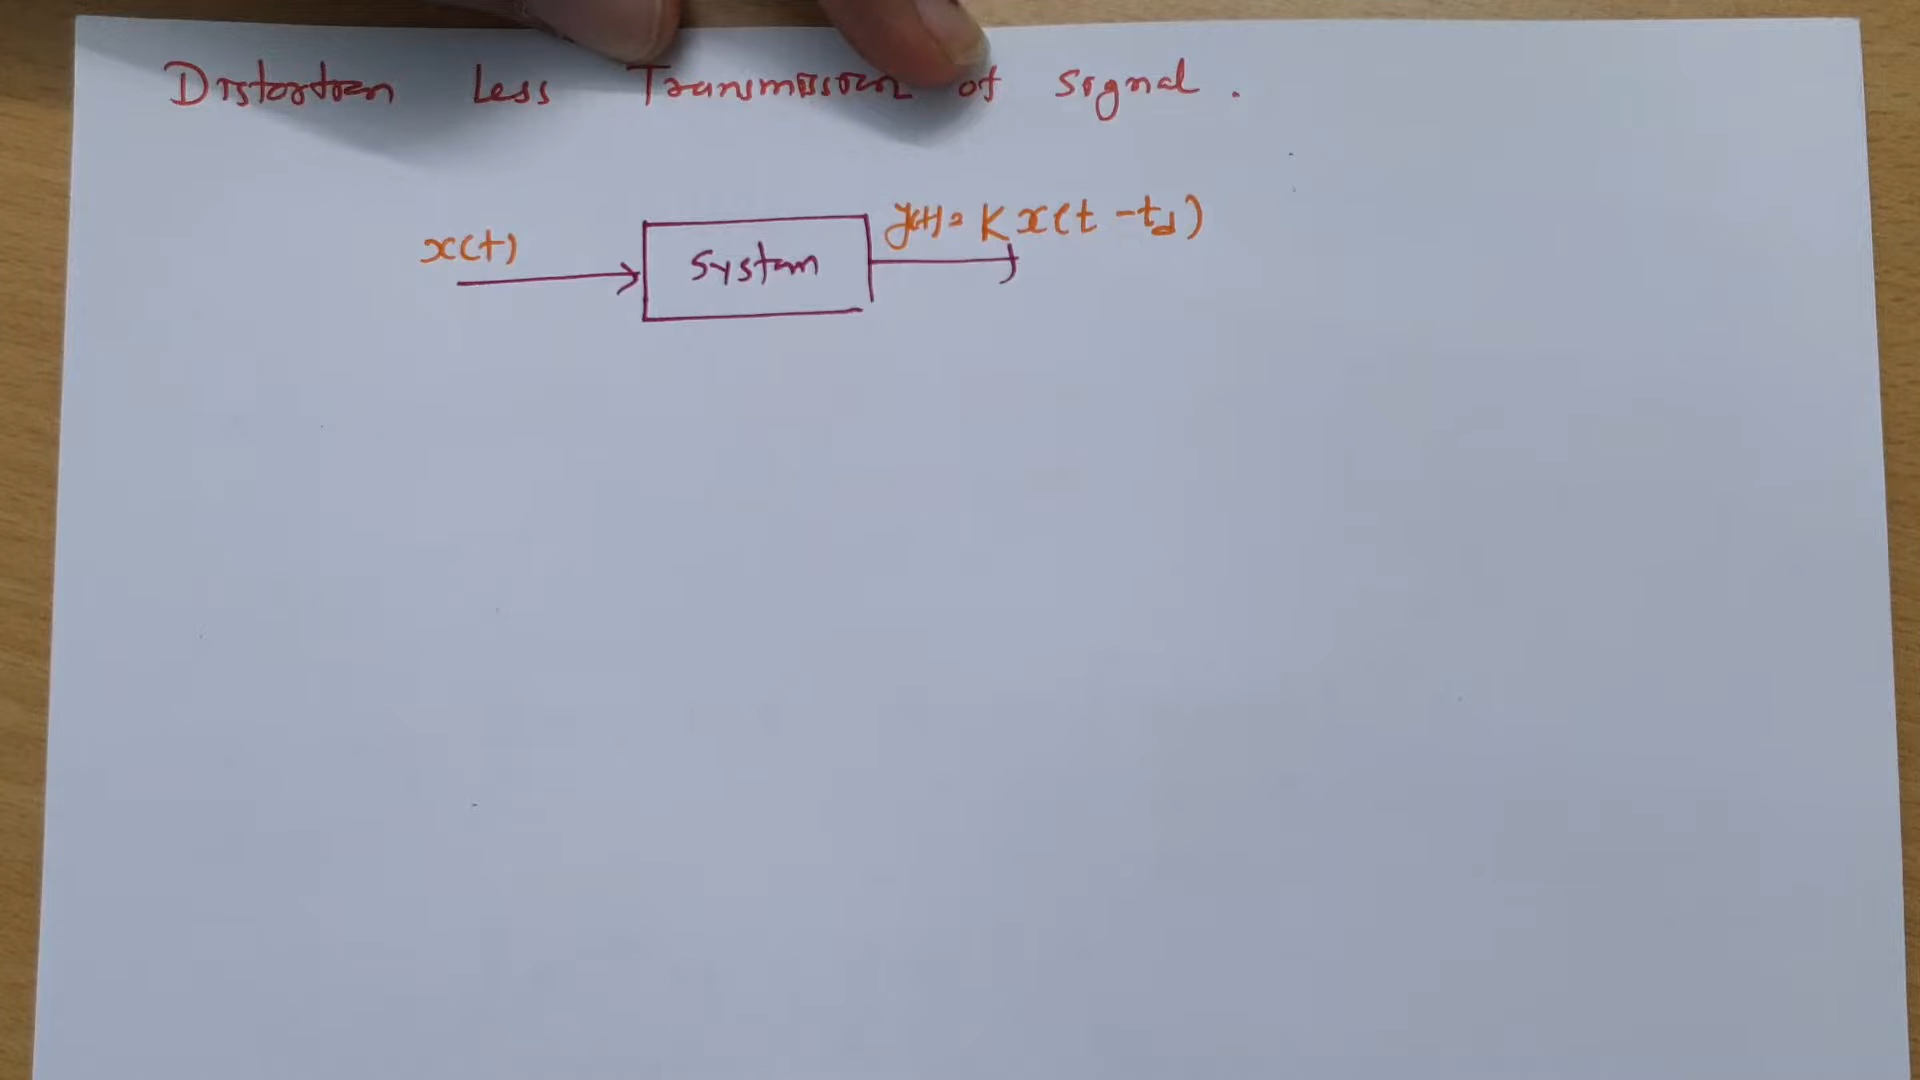 Distortion Less Transmission of signal.
x(t)
System
y(t) = K x(t - td)